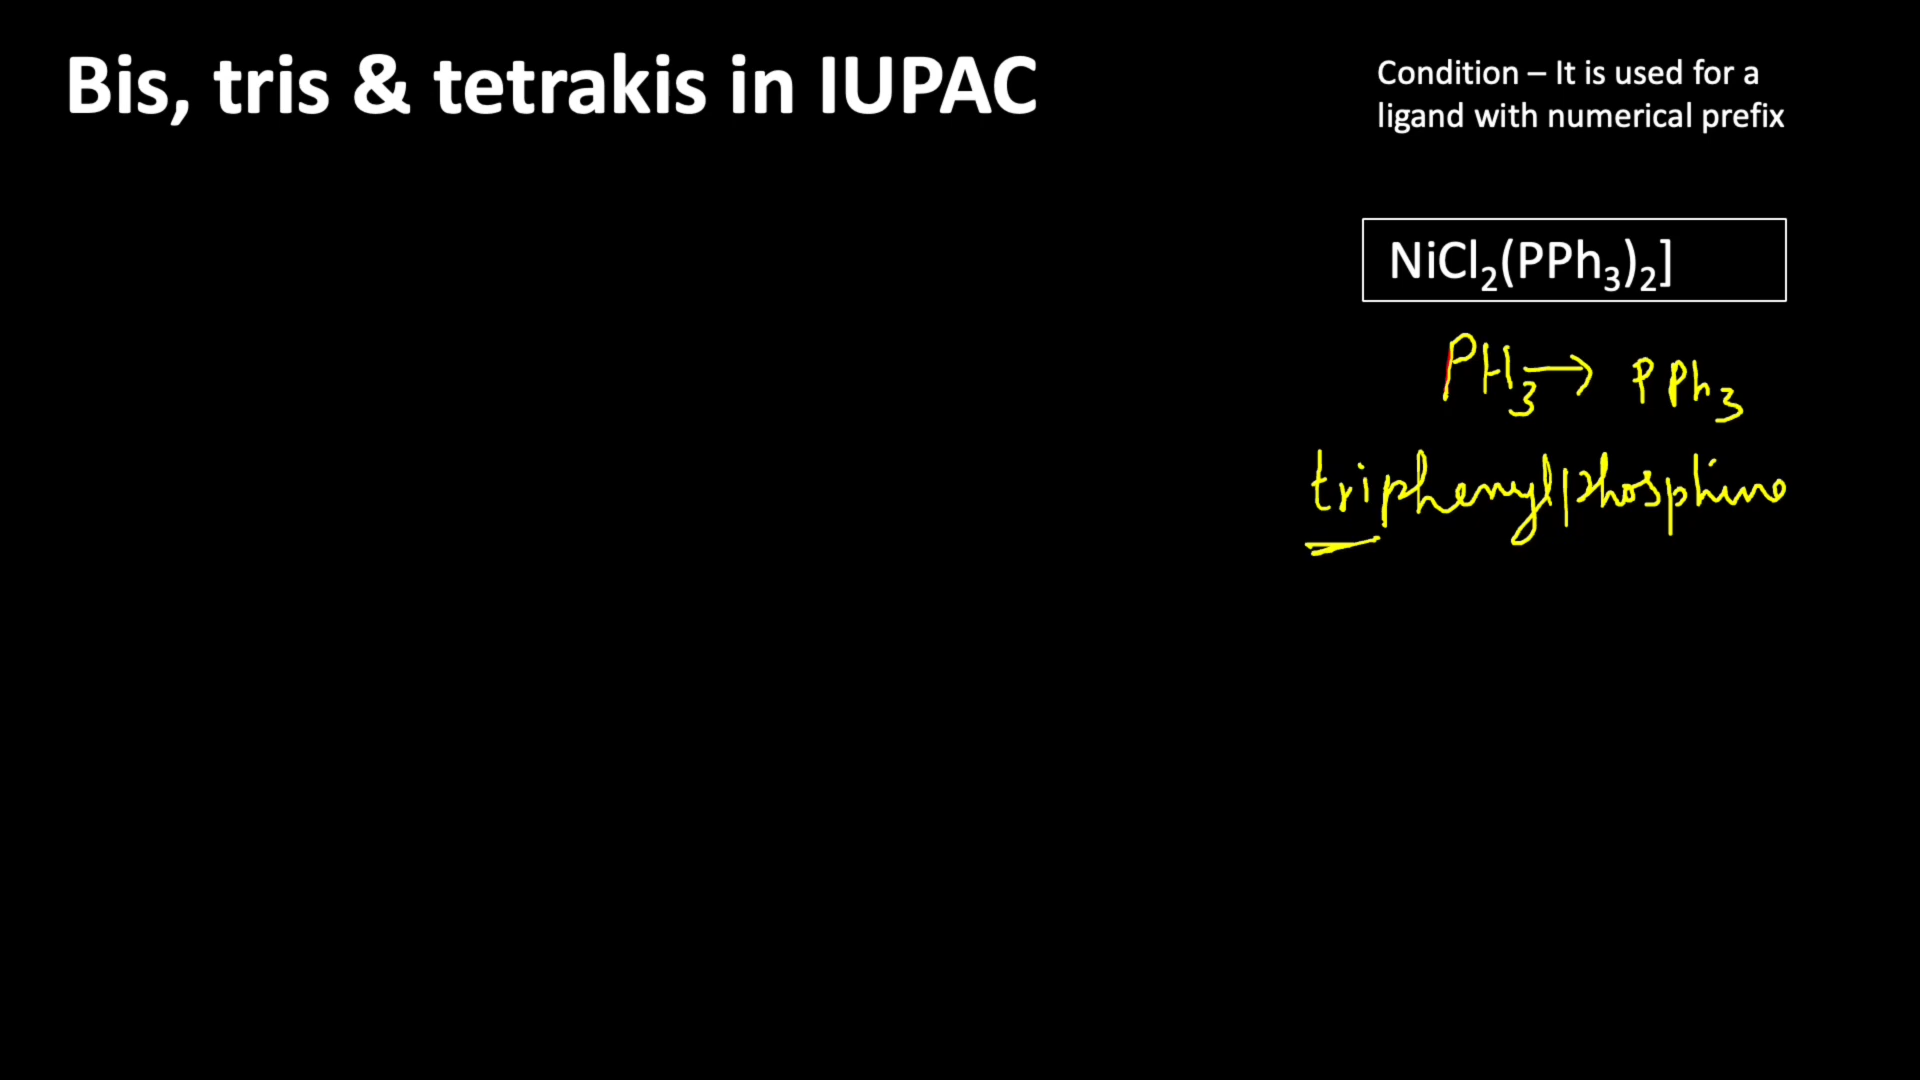 Bis, tris & tetrakis in IUPAC
Condition – It is used for a
ligand with numerical prefix
NiCl₂(PPh₃)₂]
PH₃→ PPh₃
triphenylphosphine